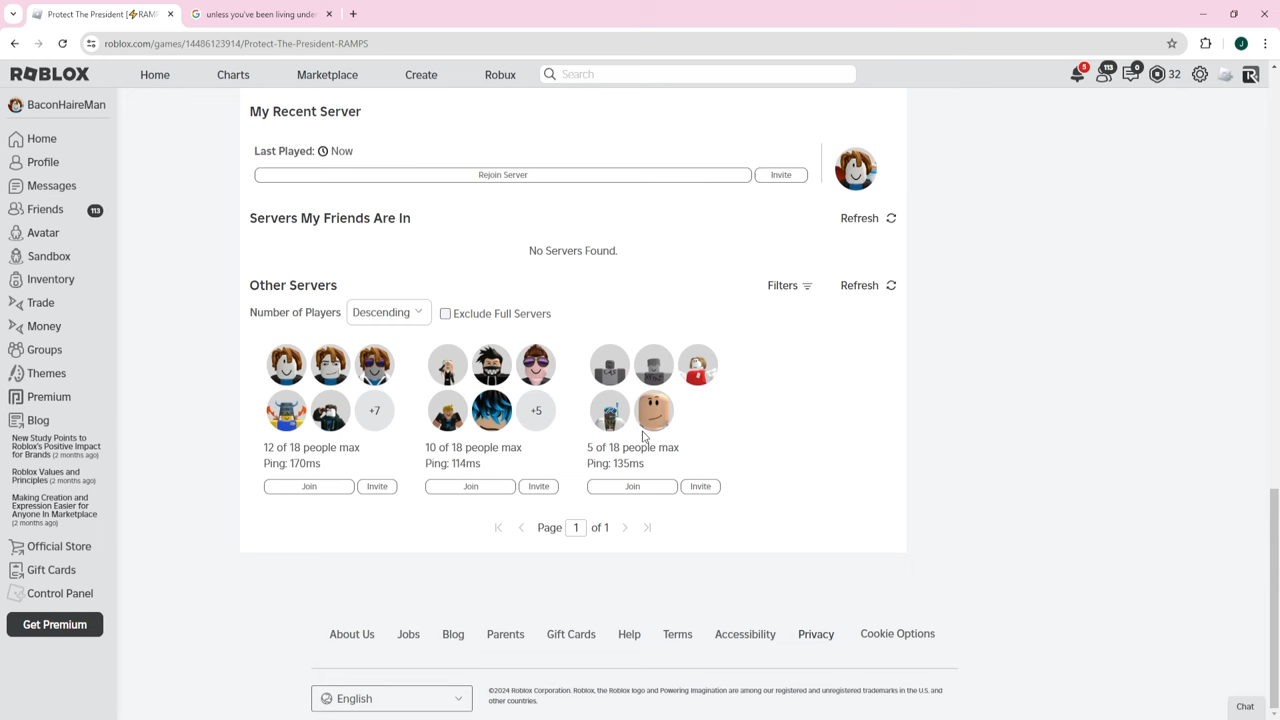 Protect The President [⚡RAMP
unless you've been living under
roblox.com/games/14486123914/Protect-The-President-RAMPS
J
ROBLOX
Home
Charts
Marketplace
Create
Robux
Search
5
113
0
32
BaconHaireMan
Home
Profile
Messages
Friends
113
Avatar
Sandbox
Inventory
Trade
Money
Groups
Themes
Premium
Blog
New Study Points to
Roblox's Positive Impact
for Brands (2 months ago)
Roblox Values and
Principles (2 months ago)
Making Creation and
Expression Easier for
Anyone In Marketplace
(2 months ago)
Official Store
Gift Cards
Control Panel
Get Premium
My Recent Server
Last Played: Now
Rejoin Server
Invite
Servers My Friends Are In
Refresh
No Servers Found.
Other Servers
Filters
Refresh
Number of Players
Descending
Exclude Full Servers
+7
+5
12 of 18 people max
Ping: 170ms
Join
Invite
10 of 18 people max
Ping: 114ms
Join
Invite
5 of 18 people max
Ping: 135ms
Join
Invite
Page 1 of 1
About Us
Jobs
Blog
Parents
Gift Cards
Help
Terms
Accessibility
Privacy
Cookie Options
English
©2024 Roblox Corporation. Roblox, the Roblox logo and Powering Imagination are among our registered and unregistered trademarks in the U.S. and
other countries.
Chat